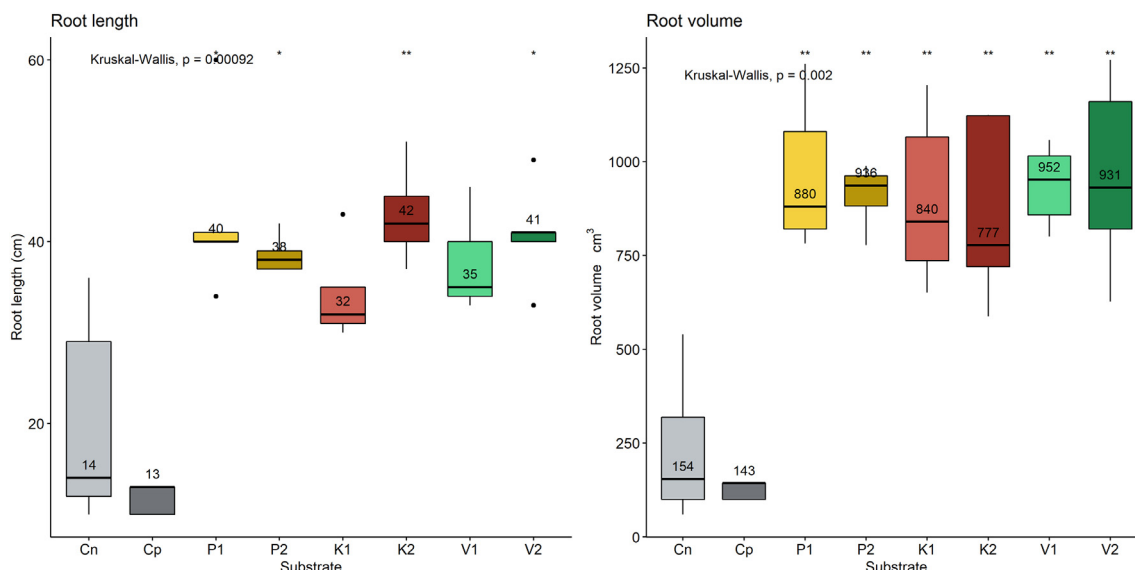 Root length
Kruskal-Wallis, p = 0.00092
* * ** *
Root length (cm)
60
40
20
14
13
40
38
32
42
35
41
Cn Cp P1 P2 K1 K2 V1 V2
Substrate
Root volume
Kruskal-Wallis, p = 0.002
** ** ** ** ** **
Root volume cm³
1250
1000
750
500
250
0
154
143
880
936
840
777
952
931
Cn Cp P1 P2 K1 K2 V1 V2
Substrate